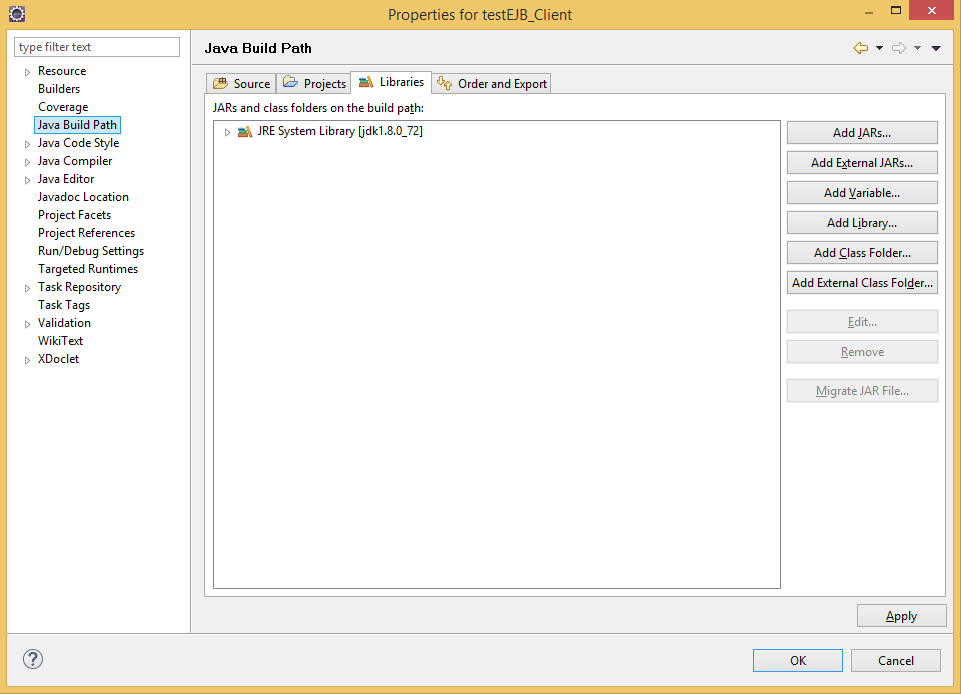 Properties for testEJB_Client
type filter text
Resource
Builders
Coverage
Java Build Path
Java Code Style
Java Compiler
Java Editor
Javadoc Location
Project Facets
Project References
Run/Debug Settings
Targeted Runtimes
Task Repository
Task Tags
Validation
WikiText
XDoclet
Java Build Path
Source Projects Libraries Order and Export
JARs and class folders on the build path:
JRE System Library [jdk1.8.0_72]
Add JARs...
Add External JARs...
Add Variable...
Add Library...
Add Class Folder...
Add External Class Folder...
Edit...
Remove
Migrate JAR File...
Apply
?
OK Cancel